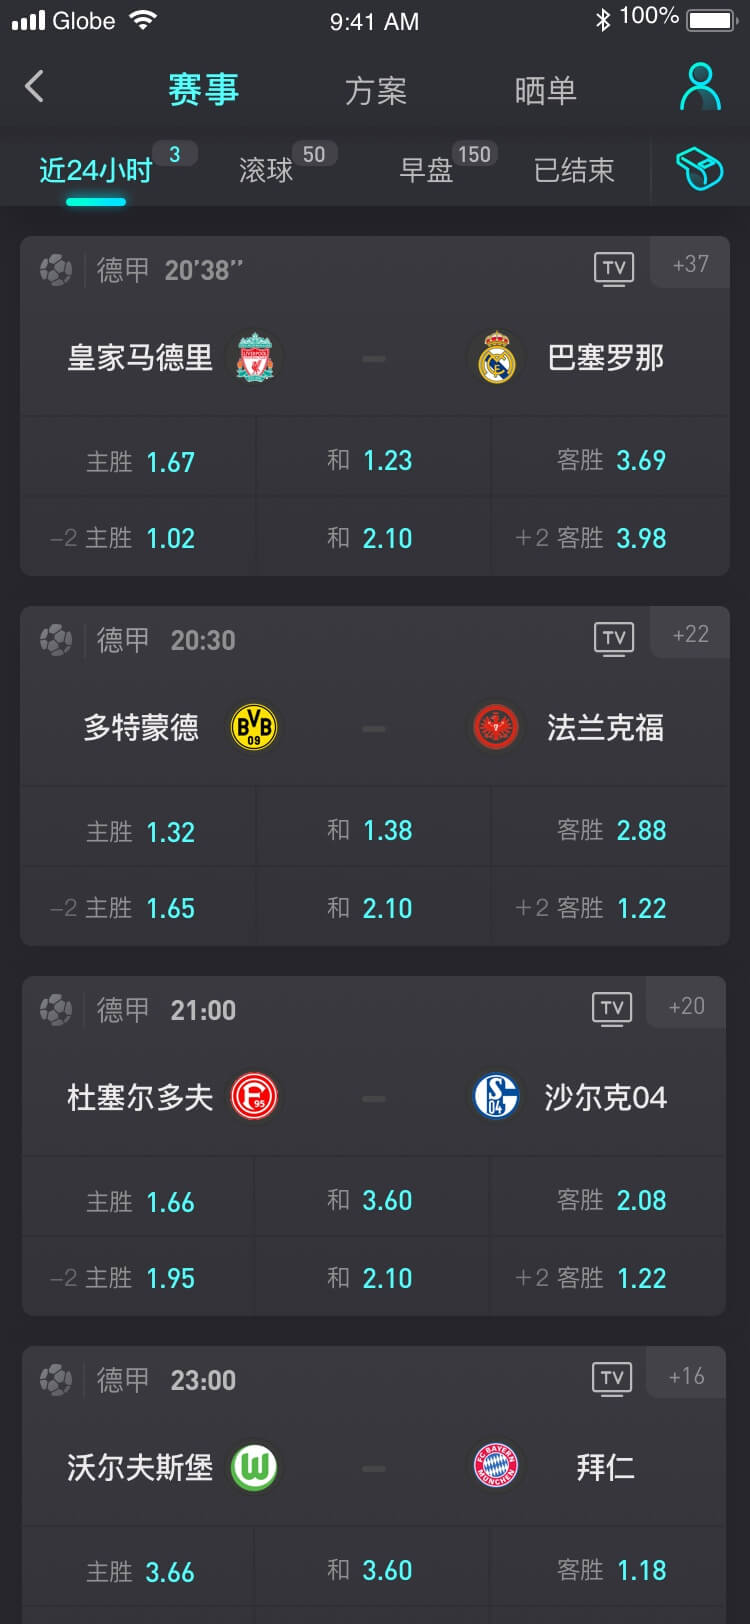 Globe 9:41 AM 100%
赛事 方案 晒单
近24小时 3 滚球 50 早盘 150 已结束
德甲 20’38’’ TV +37
皇家马德里 LIVERPOOL – 巴塞罗那
主胜 1.67 和 1.23 客胜 3.69
-2 主胜 1.02 和 2.10 +2 客胜 3.98
德甲 20:30 TV +22
多特蒙德 BVB 09 – 法兰克福
主胜 1.32 和 1.38 客胜 2.88
-2 主胜 1.65 和 2.10 +2 客胜 1.22
德甲 21:00 TV +20
杜塞尔多夫 F 95 – S 04 沙尔克04
主胜 1.66 和 3.60 客胜 2.08
-2 主胜 1.95 和 2.10 +2 客胜 1.22
德甲 23:00 TV +16
沃尔夫斯堡 W – FC BAYERN MÜNCHEN 拜仁
主胜 3.66 和 3.60 客胜 1.18